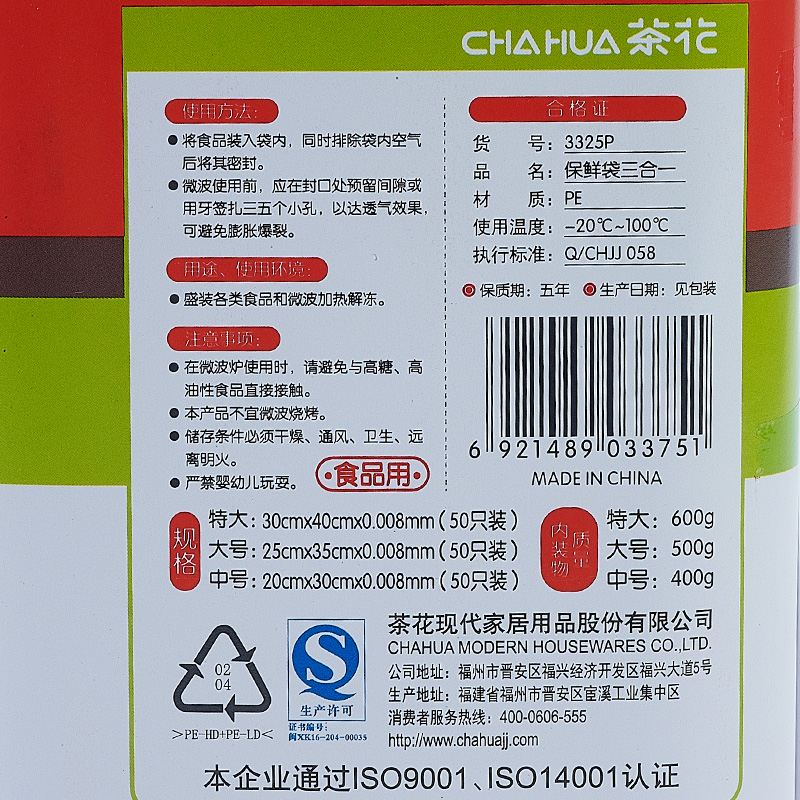 CHAHUA 茶花
使用方法:
●将食品装入袋内，同时排除袋内空气
后将其密封。
●微波使用前，应在封口处预留间隙或
用牙签扎三五个小孔，以达透气效果，
可避免膨胀爆裂。
用途、使用环境:
●盛装各类食品和微波加热解冻。
注意事项:
●在微波炉使用时，请避免与高糖、高
油性食品直接接触。
●本产品不宜微波烧烤。
●储存条件必须干燥、通风、卫生、远
离明火。
●严禁婴幼儿玩耍。
·食品用·
合格证
货 号: 3325P
品 名: 保鲜袋三合一
材 质: PE
使用温度: -20℃~100℃
执行标准: Q/CHJJ 058
保质期: 五年 生产日期: 见包装
6 921489 033751
MADE IN CHINA
规格
特大: 30cmx40cmx0.008mm (50只装)
大号: 25cmx35cmx0.008mm (50只装)
中号: 20cmx30cmx0.008mm (50只装)
内装物质量
特大: 600g
大号: 500g
中号: 400g
02
04
>PE-HD+PE-LD<
QS
生产许可
证书编号:
闽XK16-204-00035
茶花现代家居用品股份有限公司
CHAHUA MODERN HOUSEWARES CO.,LTD.
公司地址: 福州市晋安区福兴经济开发区福兴大道5号
生产地址: 福建省福州市晋安区宦溪工业集中区
消费者服务热线: 400-0606-555
http://www.chahuajj.com
本企业通过ISO9001、ISO14001认证